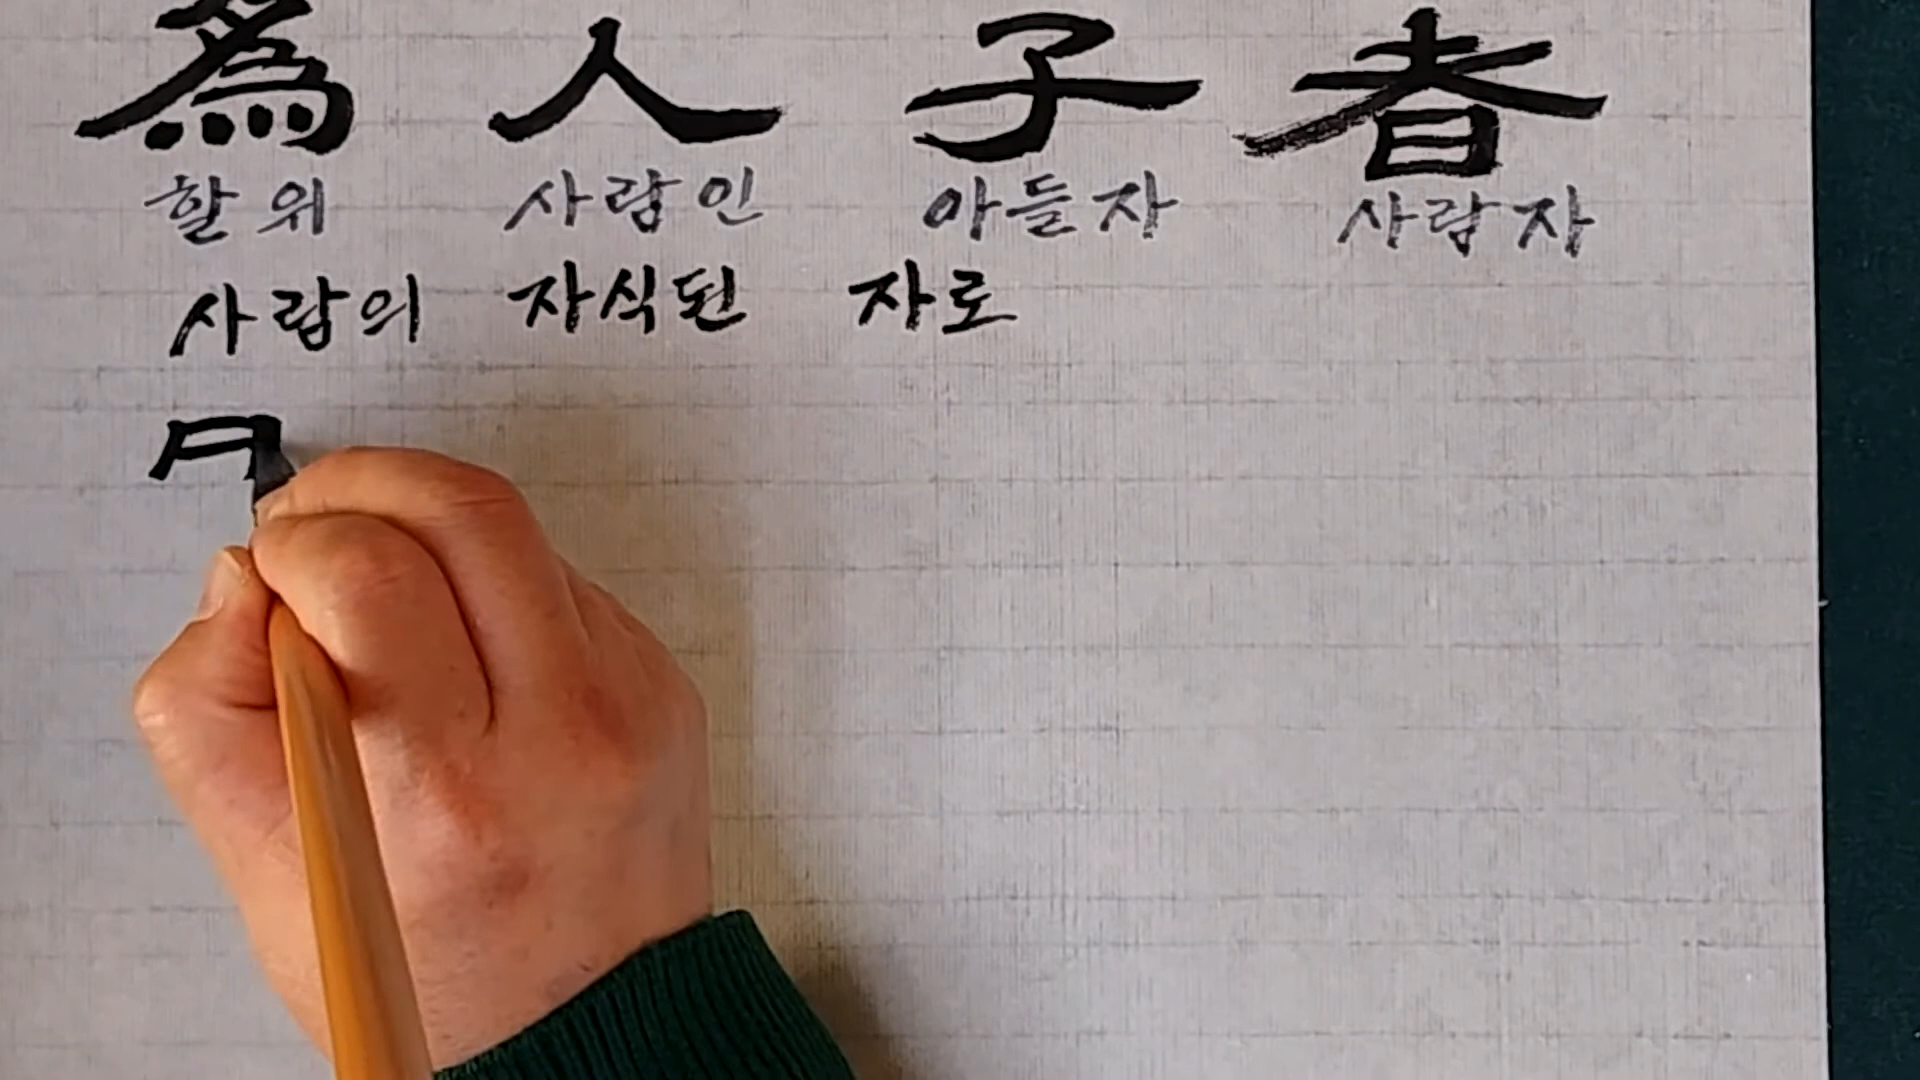 爲 人 子 者
할 위 사람 인 아들 자 사람 자
사람의 자식된 자로